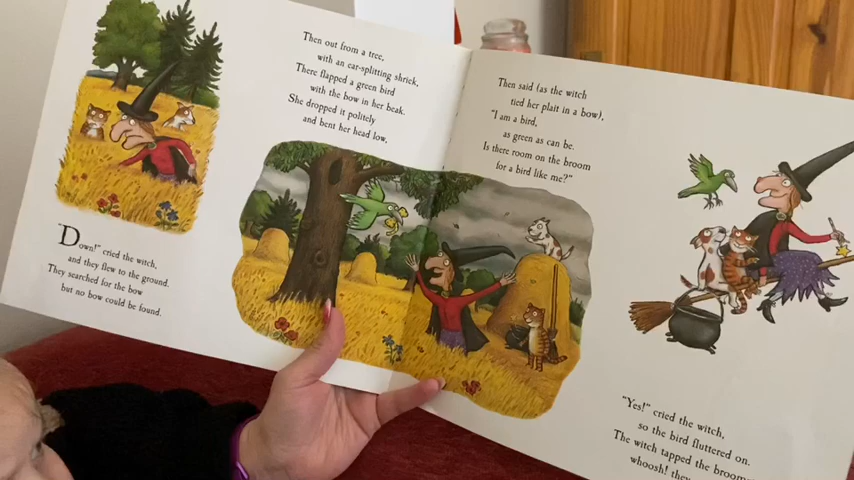 "Down!" cried the witch,
and they flew to the ground.
They searched for the bow
but no bow could be found.
Then out from a tree,
with an ear-splitting shriek,
There flapped a green bird
with the bow in her beak.
She dropped it politely
and bent her head low,
Then said (as the witch
tied her plait in a bow),
"I am a bird,
as green as can be.
Is there room on the broom
for a bird like me?"
"Yes!" cried the witch,
so the bird fluttered on.
The witch tapped the broom
whoosh! they